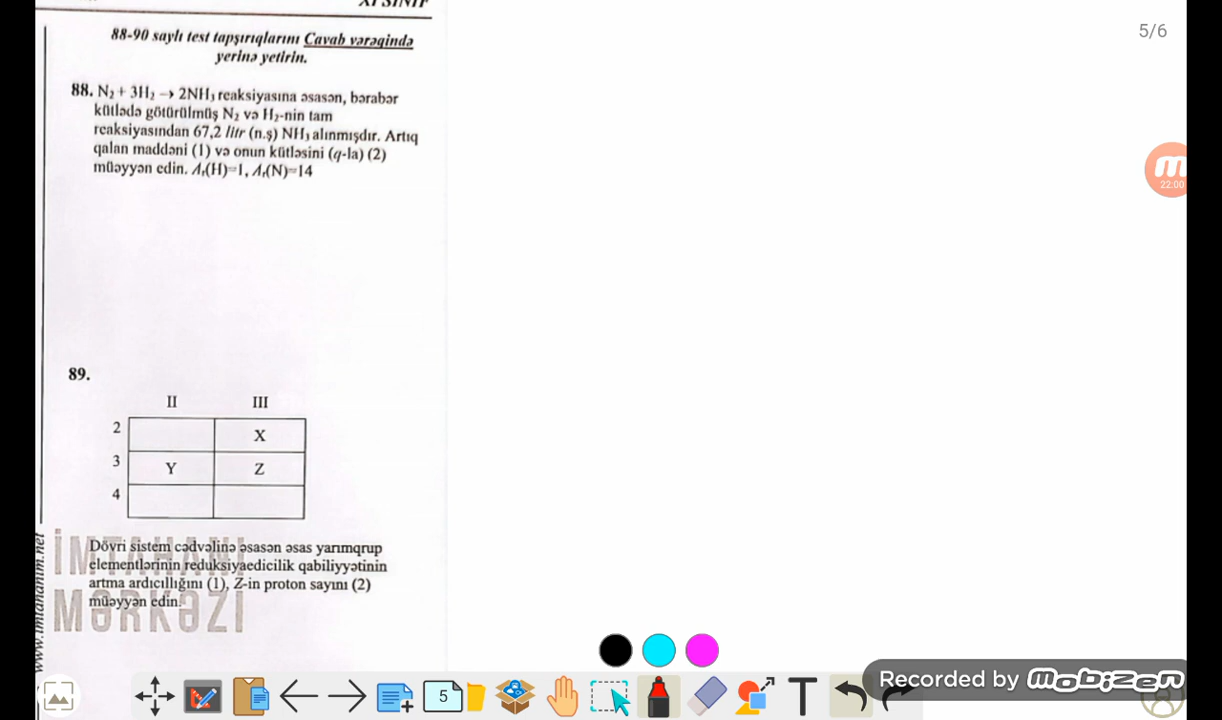 XI SINIF
5/6
88-90 saylı test tapşırıqlarını Cavab vərəqində
yerinə yetirin.
88. N₂ + 3H₂ → 2NH₃ reaksiyasına əsasən, bərabər
kütlədə götürülmüş N₂ və H₂-nin tam
reaksiyasından 67,2 litr (n.ş) NH₃ alınmışdır. Artıq
qalan maddəni (1) və onun kütləsini (q-la) (2)
müəyyən edin. Aᵣ(H)=1, Aᵣ(N)=14
22:00
89.
II III
2 X
3 Y Z
4
İMTAHANI
MƏRKƏZİ
Dövri sistem cədvəlinə əsasən əsas yarımqrup
elementlərinin reduksiyaedicilik qabiliyyətinin
artma ardıcıllığını (1), Z-in proton sayını (2)
müəyyən edin.
www.imtahanim.net
5
T
Recorded by mobizen